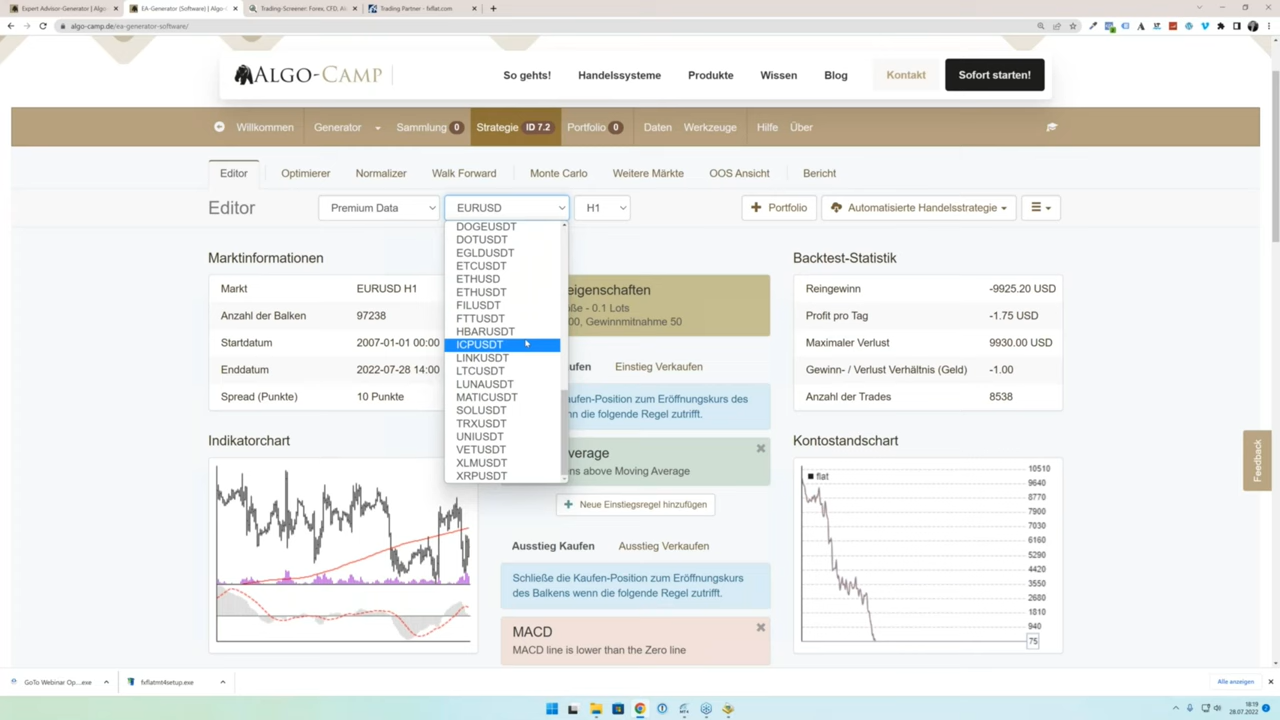 Expert Advisor-Generator | Algo
EA-Generator (Software) | Algo-C
Trading-Screener: Forex, CFD, Al
Trading Partner - fxflat.com
algo-camp.de/ea-generator-software/
ALGO-CAMP
So gehts!
Handelssysteme
Produkte
Wissen
Blog
Kontakt
Sofort starten!
Willkommen
Generator
Sammlung 0
Strategie ID 7.2
Portfolio 0
Daten
Werkzeuge
Hilfe
Über
Editor
Optimierer
Normalizer
Walk Forward
Monte Carlo
Weitere Märkte
OOS Ansicht
Bericht
Editor
Premium Data
EURUSD
H1
Portfolio
Automatisierte Handelsstrategie
DOGEUSDT
DOTUSDT
EGLDUSDT
ETCUSDT
ETHUSD
ETHUSDT
FILUSDT
FTTUSDT
HBARUSDT
ICPUSDT
LINKUSDT
LTCUSDT
LUNAUSDT
MATICUSDT
SOLUSDT
TRXUSDT
UNIUSDT
VETUSDT
XLMUSDT
XRPUSDT
Marktinformationen
Markt EURUSD H1
Anzahl der Balken 97238
Startdatum 2007-01-01 00:00
Enddatum 2022-07-28 14:00
Spread (Punkte) 10 Punkte
Indikatorchart
eigenschaften
öße - 0.1 Lots
00, Gewinnmitnahme 50
ufen
Einstieg Verkaufen
aufen-Position zum Eröffnungskurs des
nn die folgende Regel zutrifft.
verage
ns above Moving Average
Neue Einstiegsregel hinzufügen
Ausstieg Kaufen
Ausstieg Verkaufen
Schließe die Kaufen-Position zum Eröffnungskurs
des Balkens wenn die folgende Regel zutrifft.
MACD
MACD line is lower than the Zero line
Backtest-Statistik
Reingewinn -9925.20 USD
Profit pro Tag -1.75 USD
Maximaler Verlust 9930.00 USD
Gewinn- / Verlust Verhältnis (Geld) -1.00
Anzahl der Trades 8538
Kontostandschart
flat
10510
9640
8770
7900
7030
6160
5290
4420
3550
2680
1810
940
75
Feedback
GoTo Webinar Op....exe
fxflatmt4setup.exe
Alle anzeigen
18:19
28.07.2022